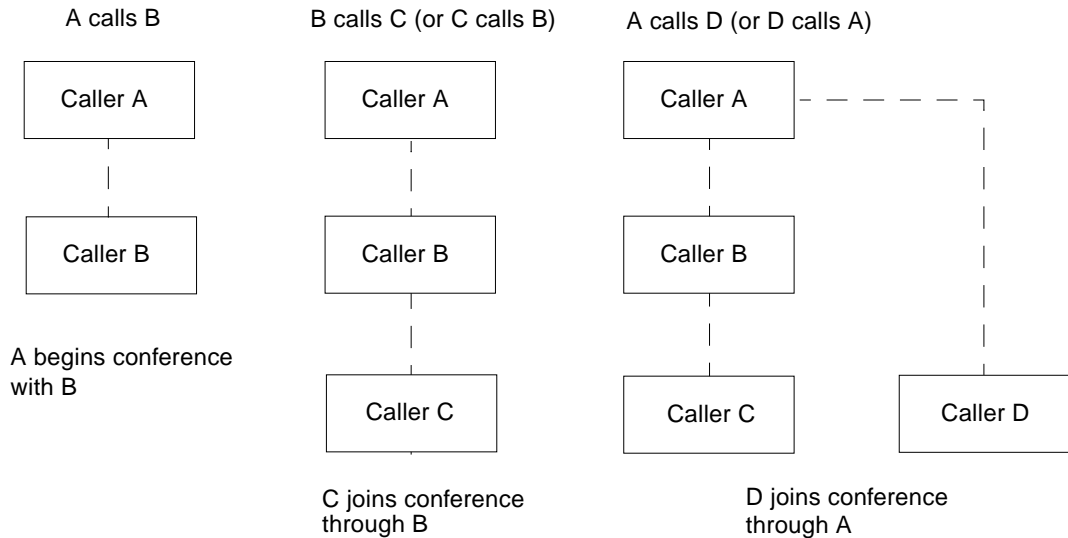 A calls B
Caller A
Caller B
A begins conference
with B
B calls C (or C calls B)
Caller A
Caller B
Caller C
C joins conference
through B
A calls D (or D calls A)
Caller A
Caller B
Caller C
Caller D
D joins conference
through A